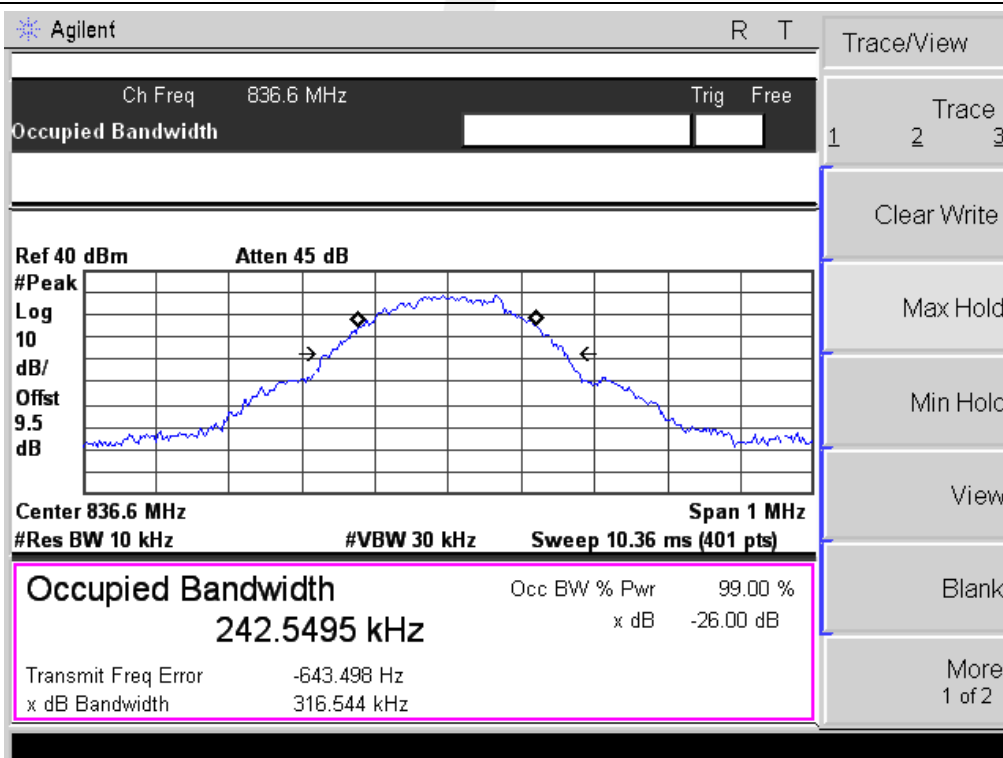 Agilent R T
Ch Freq 836.6 MHz Trig Free
Occupied Bandwidth
Ref 40 dBm Atten 45 dB
#Peak
Log
10
dB/
Offst
9.5
dB
Center 836.6 MHz Span 1 MHz
#Res BW 10 kHz #VBW 30 kHz Sweep 10.36 ms (401 pts)
Occupied Bandwidth Occ BW % Pwr 99.00 %
242.5495 kHz x dB -26.00 dB
Transmit Freq Error -643.498 Hz
x dB Bandwidth 316.544 kHz
Trace/View
Trace
1 2 3
Clear Write
Max Hold
Min Hold
View
Blank
More
1 of 2